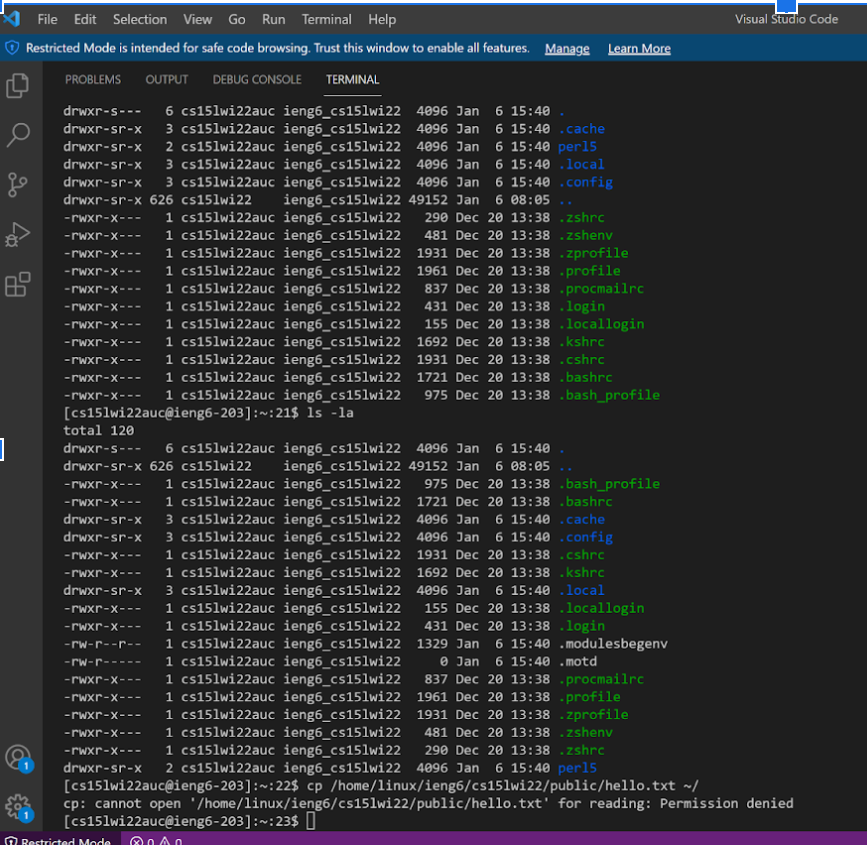 File Edit Selection View Go Run Terminal Help Visual Studio Code
Restricted Mode is intended for safe code browsing. Trust this window to enable all features. Manage Learn More
PROBLEMS OUTPUT DEBUG CONSOLE TERMINAL
drwxr-s--- 6 cs15lwi22auc ieng6_cs15lwi22 4096 Jan 6 15:40 .
drwxr-sr-x 3 cs15lwi22auc ieng6_cs15lwi22 4096 Jan 6 15:40 .cache
drwxr-sr-x 2 cs15lwi22auc ieng6_cs15lwi22 4096 Jan 6 15:40 perl5
drwxr-sr-x 3 cs15lwi22auc ieng6_cs15lwi22 4096 Jan 6 15:40 .local
drwxr-sr-x 3 cs15lwi22auc ieng6_cs15lwi22 4096 Jan 6 15:40 .config
drwxr-sr-x 626 cs15lwi22 ieng6_cs15lwi22 49152 Jan 6 08:05 ..
-rwxr-x--- 1 cs15lwi22auc ieng6_cs15lwi22 290 Dec 20 13:38 .zshrc
-rwxr-x--- 1 cs15lwi22auc ieng6_cs15lwi22 481 Dec 20 13:38 .zshenv
-rwxr-x--- 1 cs15lwi22auc ieng6_cs15lwi22 1931 Dec 20 13:38 .zprofile
-rwxr-x--- 1 cs15lwi22auc ieng6_cs15lwi22 1961 Dec 20 13:38 .profile
-rwxr-x--- 1 cs15lwi22auc ieng6_cs15lwi22 837 Dec 20 13:38 .procmailrc
-rwxr-x--- 1 cs15lwi22auc ieng6_cs15lwi22 431 Dec 20 13:38 .login
-rwxr-x--- 1 cs15lwi22auc ieng6_cs15lwi22 155 Dec 20 13:38 .locallogin
-rwxr-x--- 1 cs15lwi22auc ieng6_cs15lwi22 1692 Dec 20 13:38 .kshrc
-rwxr-x--- 1 cs15lwi22auc ieng6_cs15lwi22 1931 Dec 20 13:38 .cshrc
-rwxr-x--- 1 cs15lwi22auc ieng6_cs15lwi22 1721 Dec 20 13:38 .bashrc
-rwxr-x--- 1 cs15lwi22auc ieng6_cs15lwi22 975 Dec 20 13:38 .bash_profile
[cs15lwi22auc@ieng6-203]:~:21$ ls -la
total 120
drwxr-s--- 6 cs15lwi22auc ieng6_cs15lwi22 4096 Jan 6 15:40 .
drwxr-sr-x 626 cs15lwi22 ieng6_cs15lwi22 49152 Jan 6 08:05 ..
-rwxr-x--- 1 cs15lwi22auc ieng6_cs15lwi22 975 Dec 20 13:38 .bash_profile
-rwxr-x--- 1 cs15lwi22auc ieng6_cs15lwi22 1721 Dec 20 13:38 .bashrc
drwxr-sr-x 3 cs15lwi22auc ieng6_cs15lwi22 4096 Jan 6 15:40 .cache
drwxr-sr-x 3 cs15lwi22auc ieng6_cs15lwi22 4096 Jan 6 15:40 .config
-rwxr-x--- 1 cs15lwi22auc ieng6_cs15lwi22 1931 Dec 20 13:38 .cshrc
-rwxr-x--- 1 cs15lwi22auc ieng6_cs15lwi22 1692 Dec 20 13:38 .kshrc
drwxr-sr-x 3 cs15lwi22auc ieng6_cs15lwi22 4096 Jan 6 15:40 .local
-rwxr-x--- 1 cs15lwi22auc ieng6_cs15lwi22 155 Dec 20 13:38 .locallogin
-rwxr-x--- 1 cs15lwi22auc ieng6_cs15lwi22 431 Dec 20 13:38 .login
-rw-r--r-- 1 cs15lwi22auc ieng6_cs15lwi22 1329 Jan 6 15:40 .modulesbegenv
-rw-r----- 1 cs15lwi22auc ieng6_cs15lwi22 0 Jan 6 15:40 .motd
-rwxr-x--- 1 cs15lwi22auc ieng6_cs15lwi22 837 Dec 20 13:38 .procmailrc
-rwxr-x--- 1 cs15lwi22auc ieng6_cs15lwi22 1961 Dec 20 13:38 .profile
-rwxr-x--- 1 cs15lwi22auc ieng6_cs15lwi22 1931 Dec 20 13:38 .zprofile
-rwxr-x--- 1 cs15lwi22auc ieng6_cs15lwi22 481 Dec 20 13:38 .zshenv
-rwxr-x--- 1 cs15lwi22auc ieng6_cs15lwi22 290 Dec 20 13:38 .zshrc
drwxr-sr-x 2 cs15lwi22auc ieng6_cs15lwi22 4096 Jan 6 15:40 perl5
[cs15lwi22auc@ieng6-203]:~:22$ cp /home/linux/ieng6/cs15lwi22/public/hello.txt ~/
cp: cannot open '/home/linux/ieng6/cs15lwi22/public/hello.txt' for reading: Permission denied
[cs15lwi22auc@ieng6-203]:~:23$
1
1
Restricted Mode 0 0